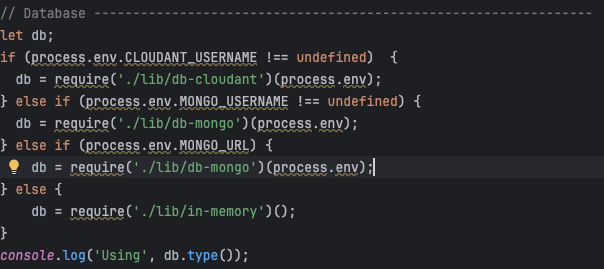 // Database ------------------------------------------------------------------
let db;
if (process.env.CLOUDANT_USERNAME !== undefined)  {
  db = require('./lib/db-cloudant')(process.env);
} else if (process.env.MONGO_USERNAME !== undefined) {
  db = require('./lib/db-mongo')(process.env);
} else if (process.env.MONGO_URL) {
    db = require('./lib/db-mongo')(process.env);
} else {
    db = require('./lib/in-memory')();
}
console.log('Using', db.type());